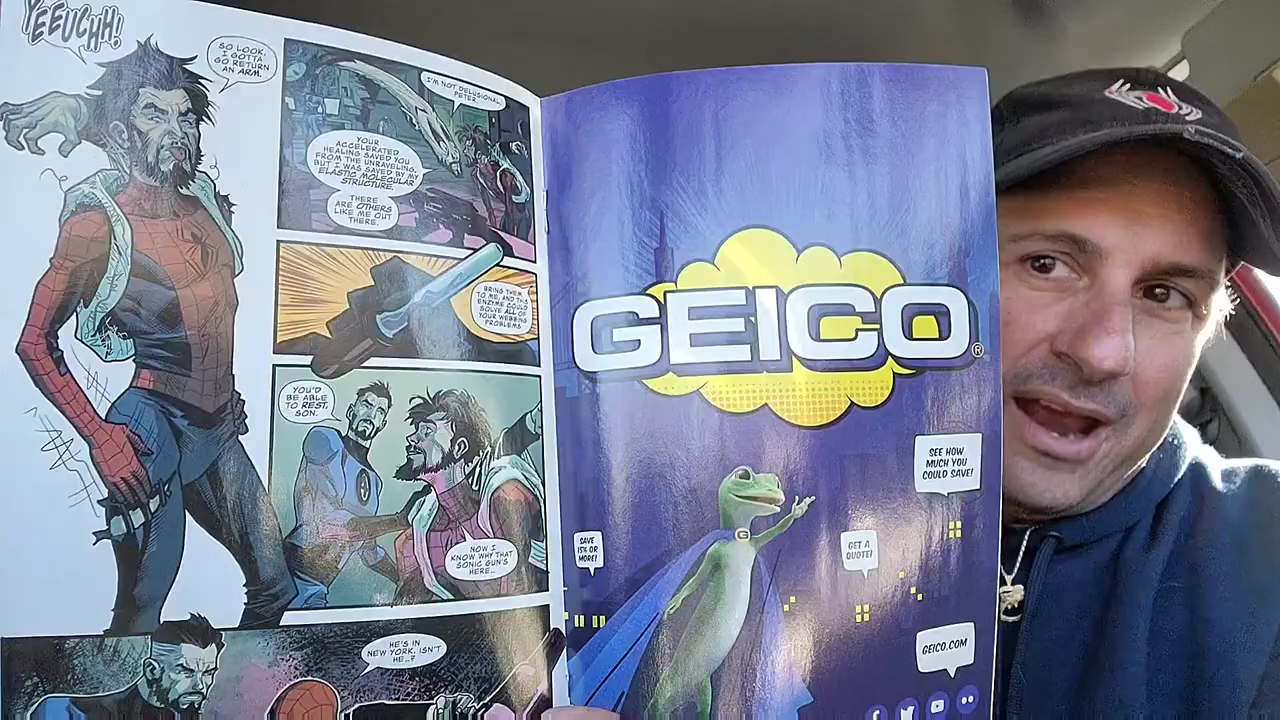 YEEUCHH!
SO LOOK,
I GOTTA
GO RETURN
AN ARM.
I'M NOT DELUSIONAL,
PETER.
YOUR
ACCELERATED
HEALING SAVED YOU
FROM THE UNRAVELING,
BUT I WAS SAVED BY MY
ELASTIC MOLECULAR
STRUCTURE.
THERE
ARE OTHERS
LIKE ME OUT
THERE.
BRING THEM
TO ME, AND THIS
ENZYME COULD
SOLVE ALL OF
YOUR WEBBING
PROBLEMS.
YOU'D
BE ABLE
TO REST,
SON.
NOW I
KNOW WHY THAT
SONIC GUN'S
HERE...
HE'S IN
NEW YORK, ISN'T
HE...?
GEICO®
SEE HOW
MUCH YOU
COULD SAVE!
SAVE
15% OR
MORE!
GET A
QUOTE!
G
GEICO.COM